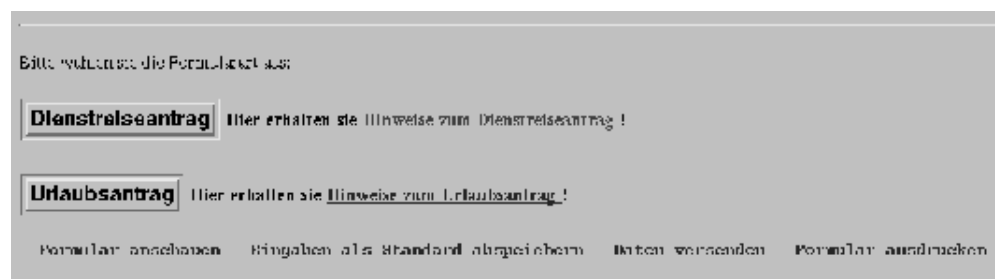 Bitte wählen sie die Formularart aus:
Dienstreiseantrag Hier erhalten sie Hinweise zum Dienstreiseantrag !
Urlaubsantrag Hier erhalten sie Hinweise zum Urlaubsantrag !
Formular anschauen Eingaben als Standard abspeichern Daten versenden Formular ausdrucken